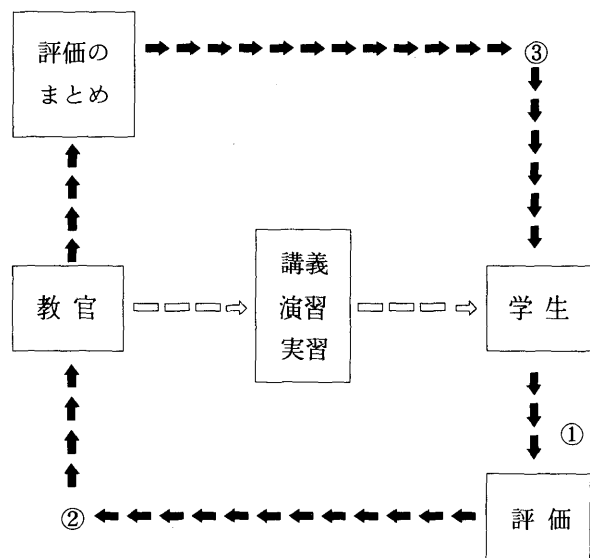 評価の
まとめ
③
教官
講義
演習
実習
学生
①
②
評価